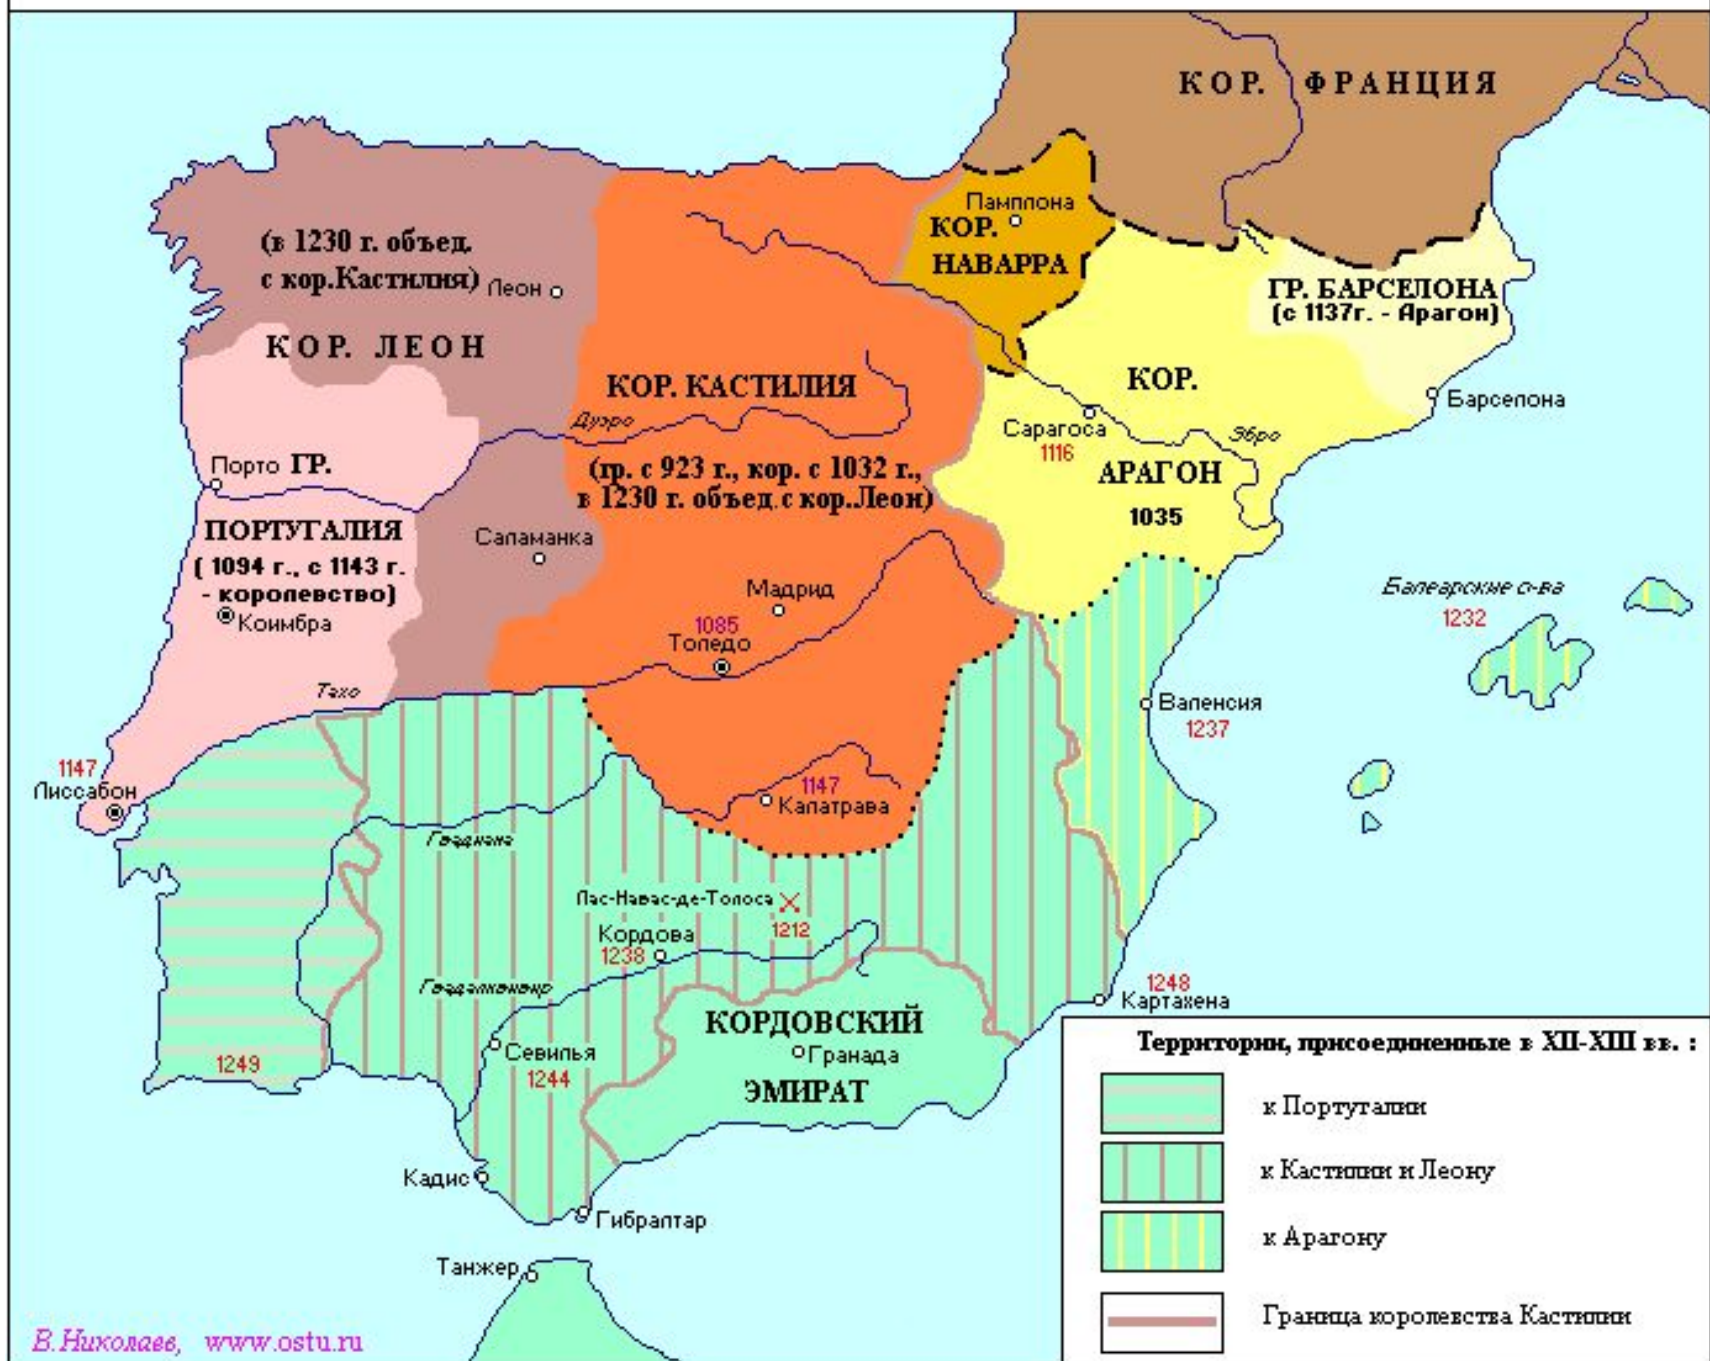 КОР. ФРАНЦИЯ
Памплона
КОР.
НАВАРРА
(в 1230 г. объед.
с кор.Кастилия)
Леон
КОР. ЛЕОН
ГР. БАРСЕЛОНА
(с 1137г. - Арагон)
КОР. КАСТИЛИЯ
КОР.
Барселона
Дуэро
Сарагоса
1116
Эбро
Порто ГР.
(гр. с 923 г., кор. с 1032 г.,
в 1230 г. объед.с кор..Леон)
АРАГОН
1035
ПОРТУГАЛИЯ
( 1094 г., с 1143 г.
- королевство)
Коимбра
Саламанка
Мадрид
1085
Толедо
Балеарские о-ва
1232
Тахо
Валенсия
1237
1147
Лиссабон
1147
Калатрава
Гвадиана
Лас-Навас-де-Толоса
1212
Кордова
1238
Гвадалквивир
1248
Картахена
КОРДОВСКИЙ
Гранада
ЭМИРАТ
Севилья
1244
1249
Кадис
Гибралтар
Танжер
Территории, присоединенные в XII-XIII вв. :
к Португалии
к Кастилии и Леону
к Арагону
Граница королевства Кастилии
В.Николаев, www.ostu.ru